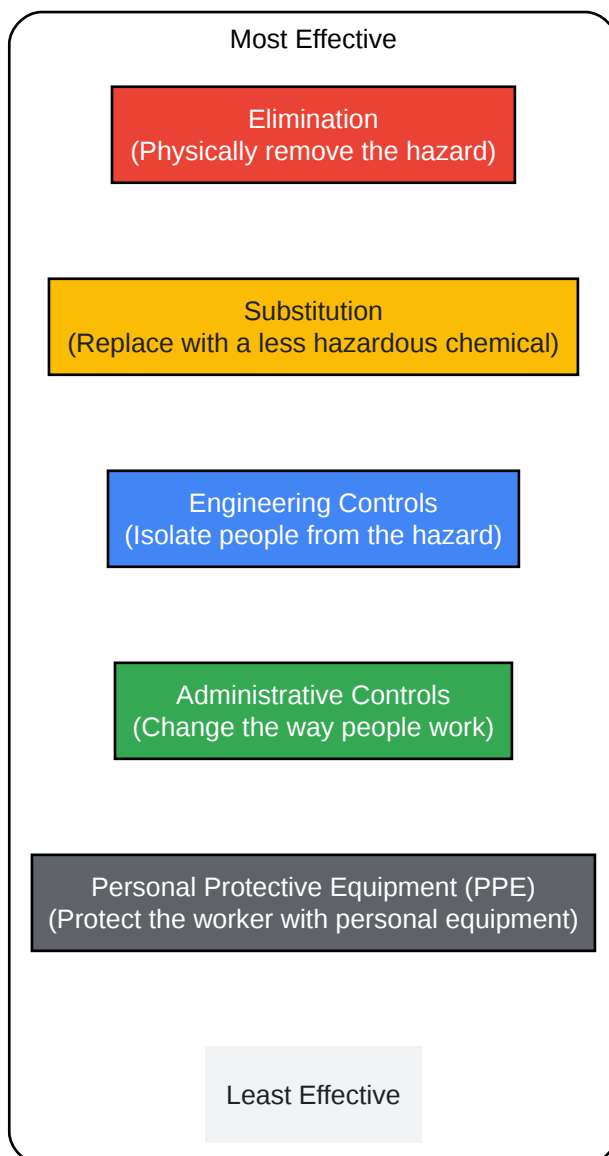 Most Effective
Elimination
(Physically remove the hazard)
Substitution
(Replace with a less hazardous chemical)
Engineering Controls
(Isolate people from the hazard)
Administrative Controls
(Change the way people work)
Personal Protective Equipment (PPE)
(Protect the worker with personal equipment)
Least Effective